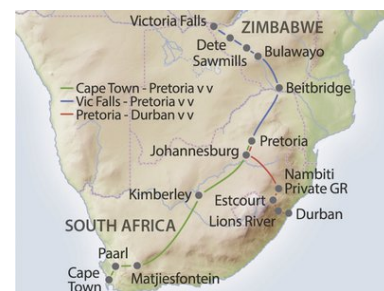 Victoria Falls
ZIMBABWE
Dete
Sawmills
Bulawayo
Cape Town - Pretoria v v
Vic Falls - Pretoria v v
Pretoria - Durban v v
Beitbridge
Pretoria
Johannesburg
Nambiti
Private GR
Kimberley
Estcourt
Lions River
Durban
SOUTH AFRICA
Paarl
Cape
Town
Matjiesfontein